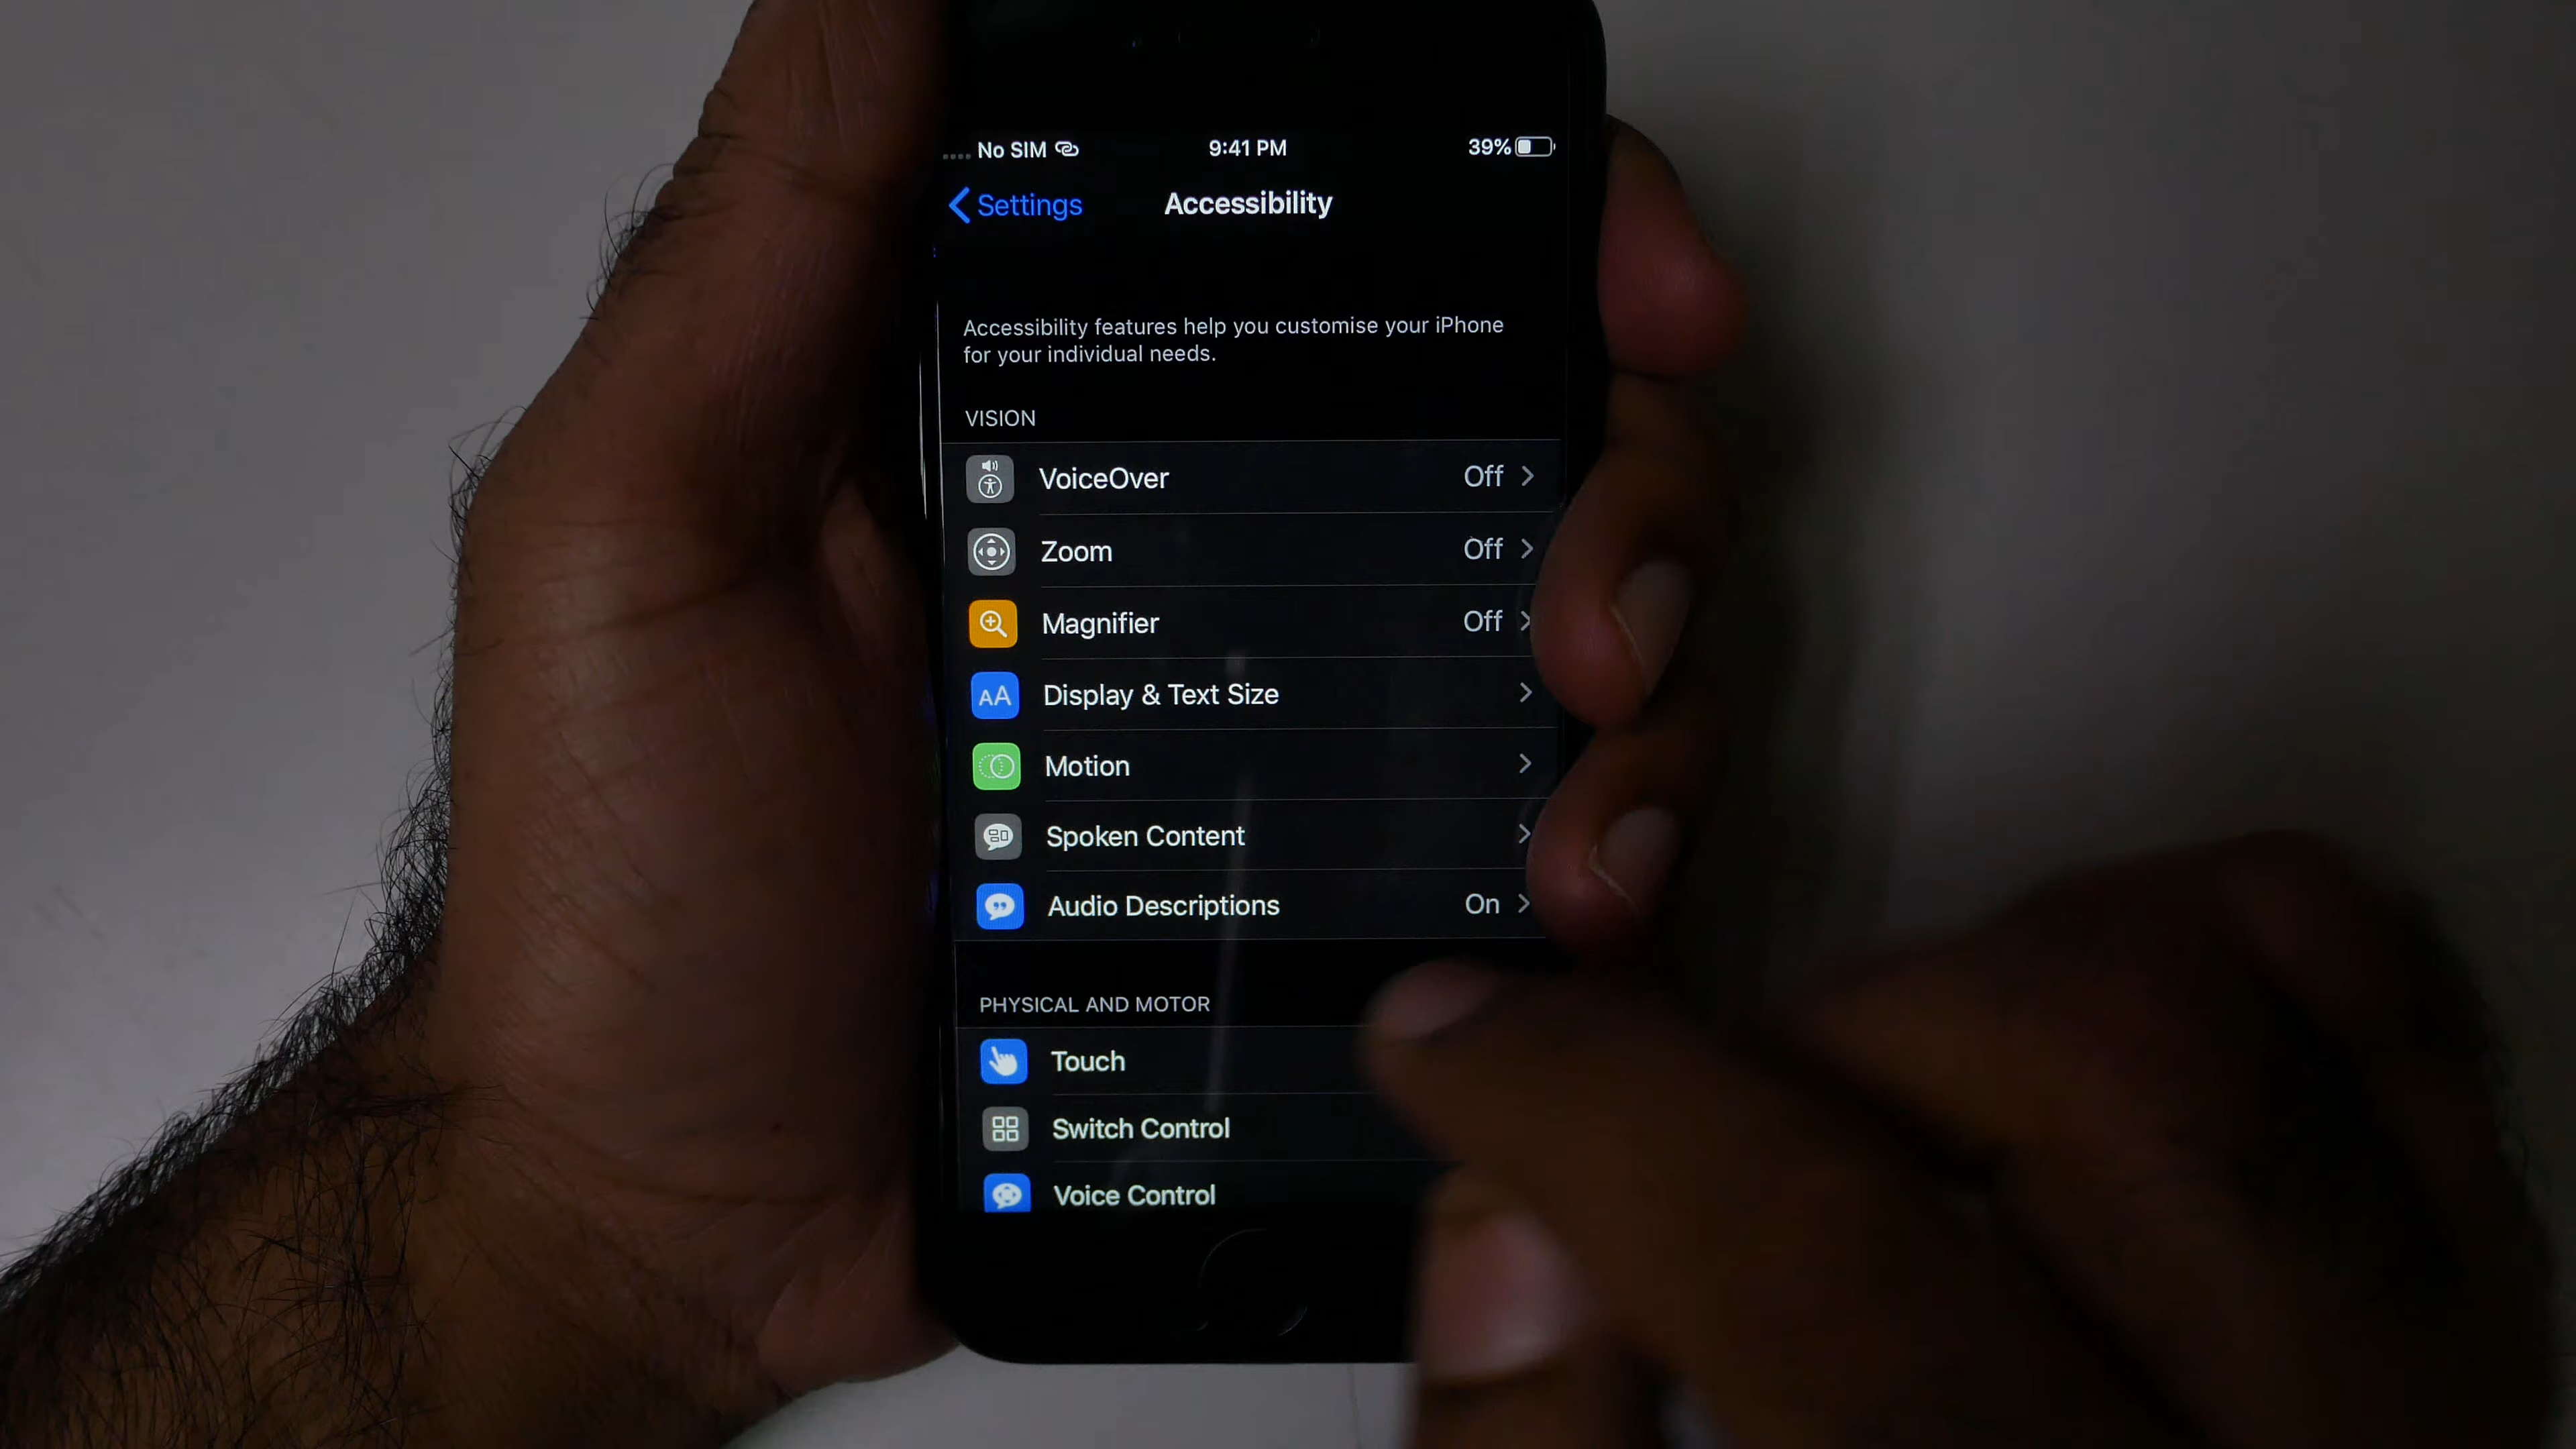 No SIM 9:41 PM 39%
Settings Accessibility
Accessibility features help you customise your iPhone
for your individual needs.
VISION
VoiceOver Off
Zoom Off
Magnifier Off
AA Display & Text Size
Motion
Spoken Content
Audio Descriptions On
PHYSICAL AND MOTOR
Touch
Switch Control
Voice Control